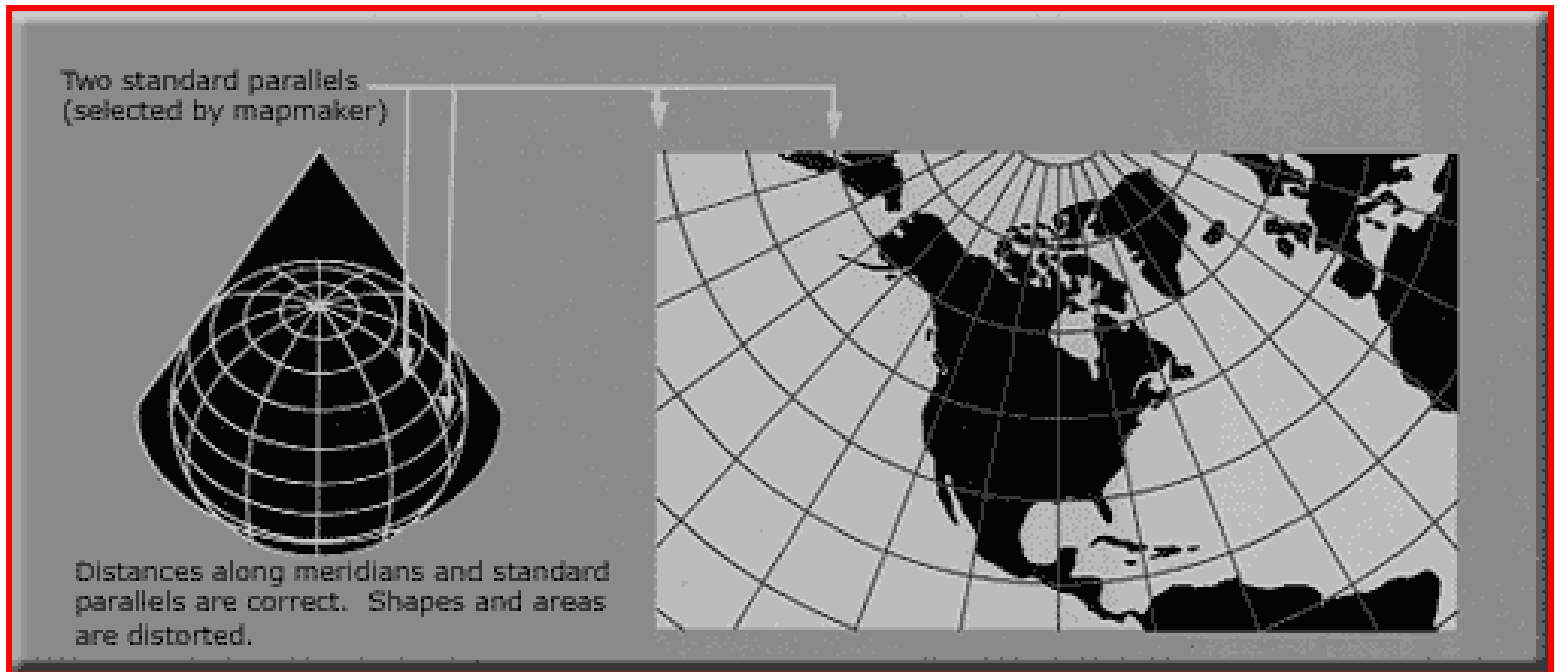 Two standard parallels
(selected by mapmaker)
Distances along meridians and standard
parallels are correct.  Shapes and areas
are distorted.